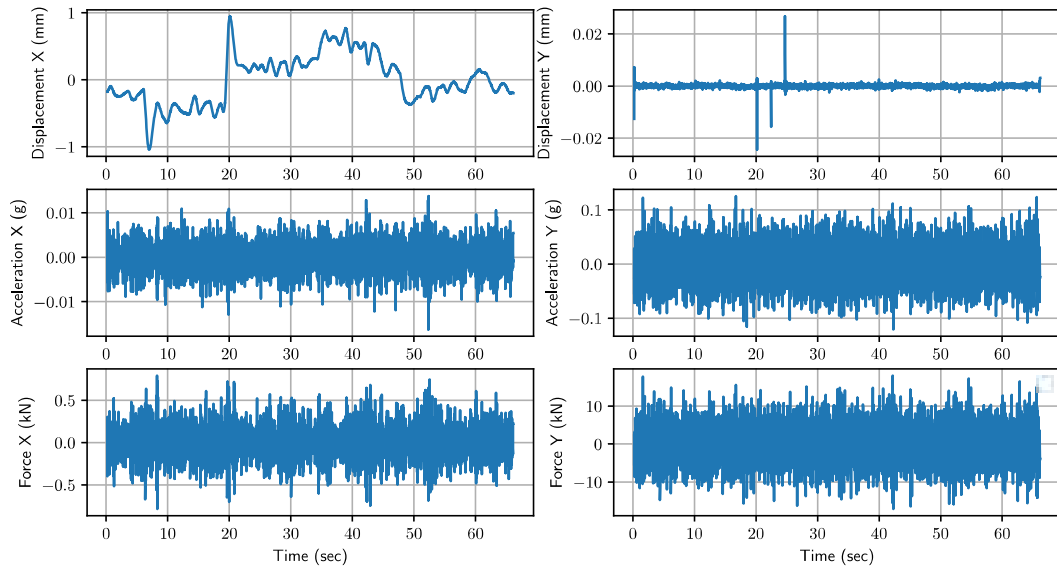 Displacement X (mm)
1
0
−1
0 10 20 30 40 50 60
Displacement Y (mm)
0.02
0.00
−0.02
0 10 20 30 40 50 60
Acceleration X (g)
0.01
0.00
−0.01
0 10 20 30 40 50 60
Acceleration Y (g)
0.1
0.0
−0.1
0 10 20 30 40 50 60
Force X (kN)
0.5
0.0
−0.5
0 10 20 30 40 50 60
Time (sec)
Force Y (kN)
10
0
−10
0 10 20 30 40 50 60
Time (sec)